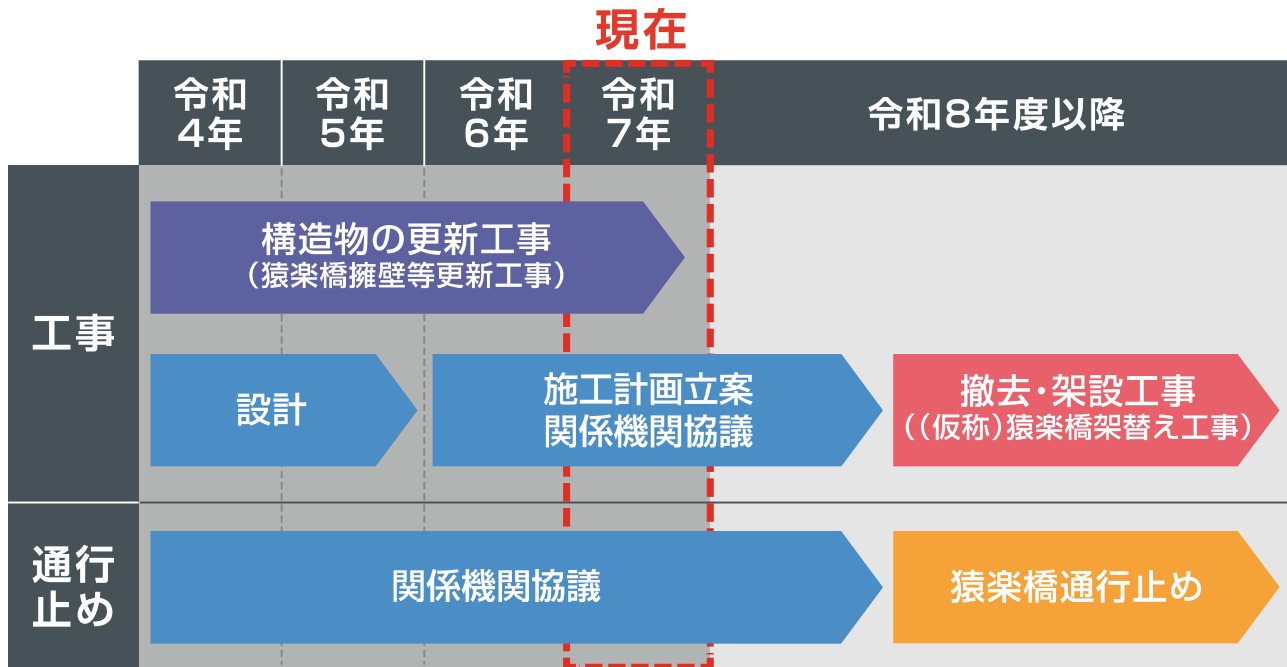 現在
令和
4年
令和
5年
令和
6年
令和
7年
令和8年度以降
工事
構造物の更新工事
(猿楽橋擁壁等更新工事)
設計
施工計画立案
関係機関協議
撤去・架設工事
((仮称)猿楽橋架替え工事)
通行
止め
関係機関協議
猿楽橋通行止め